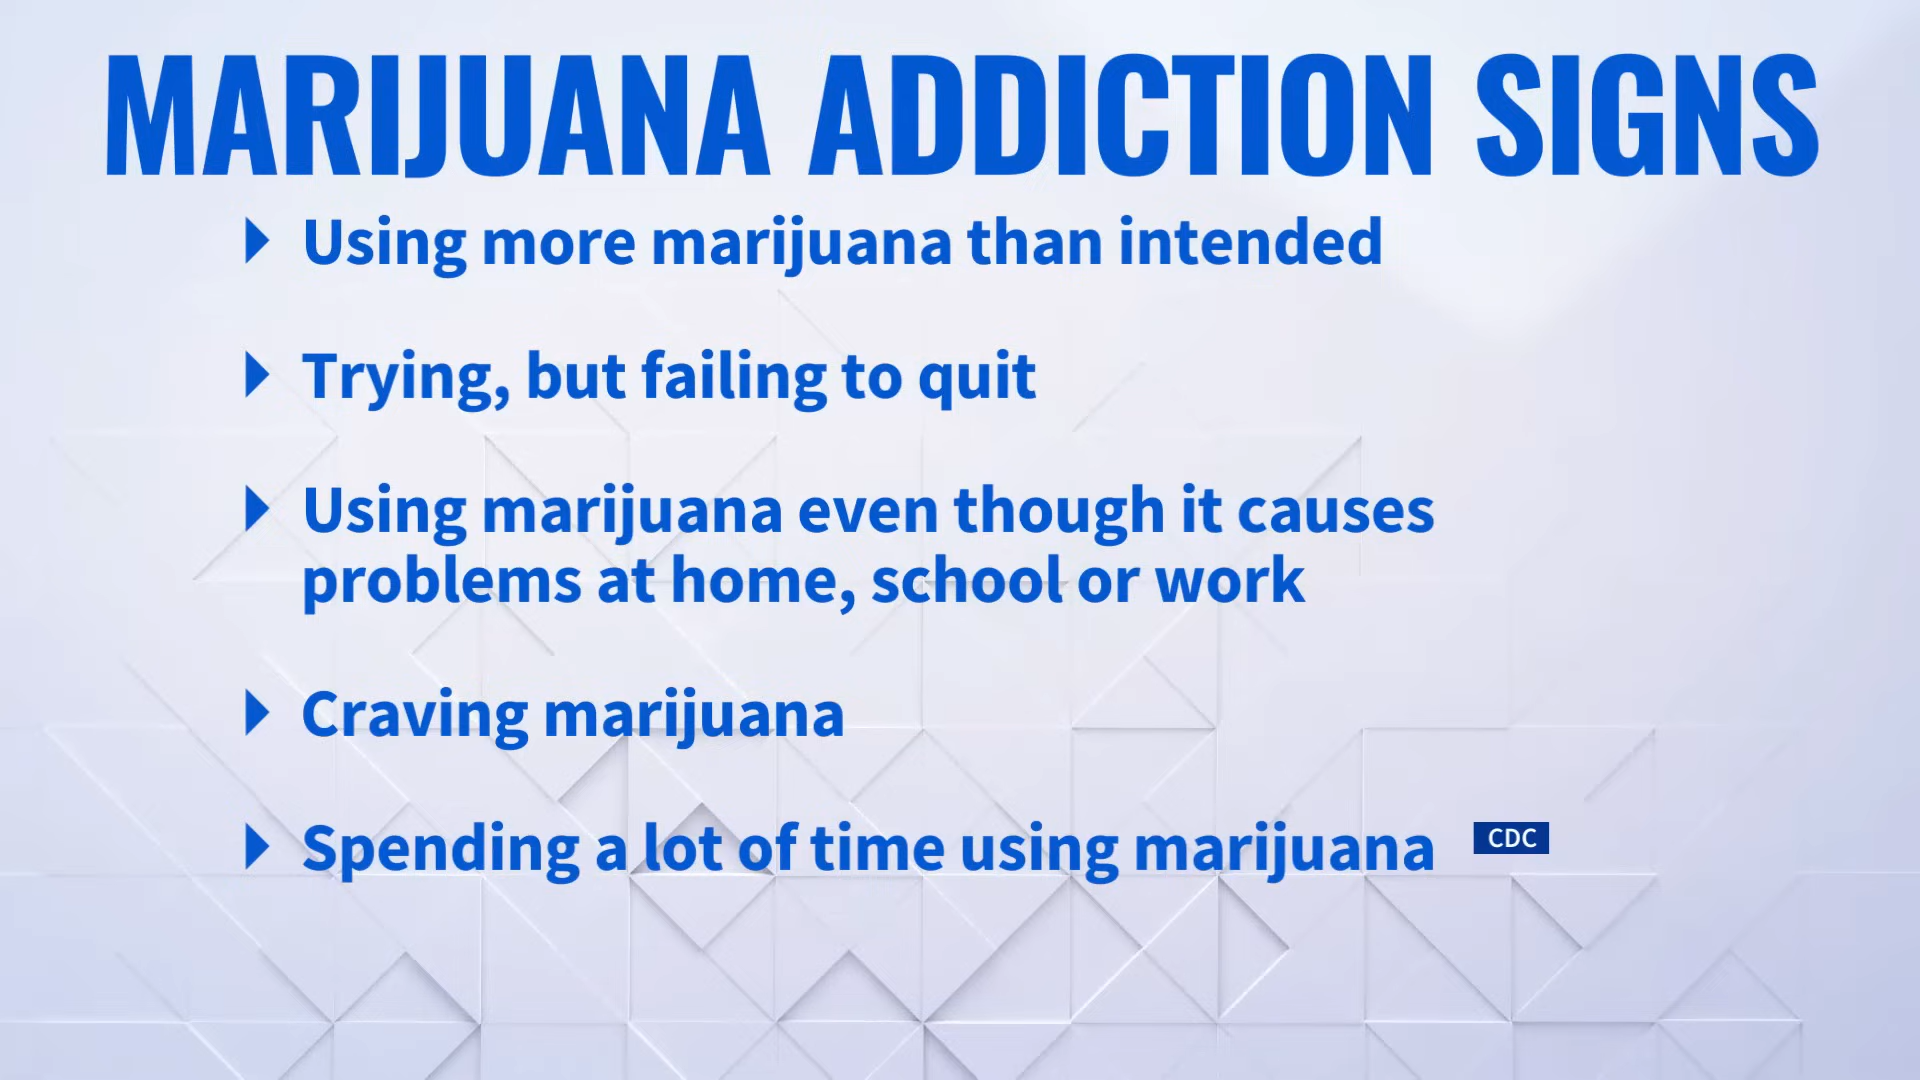 MARIJUANA ADDICTION SIGNS
Using more marijuana than intended
Trying, but failing to quit
Using marijuana even though it causes
problems at home, school or work
Craving marijuana
Spending a lot of time using marijuana
CDC